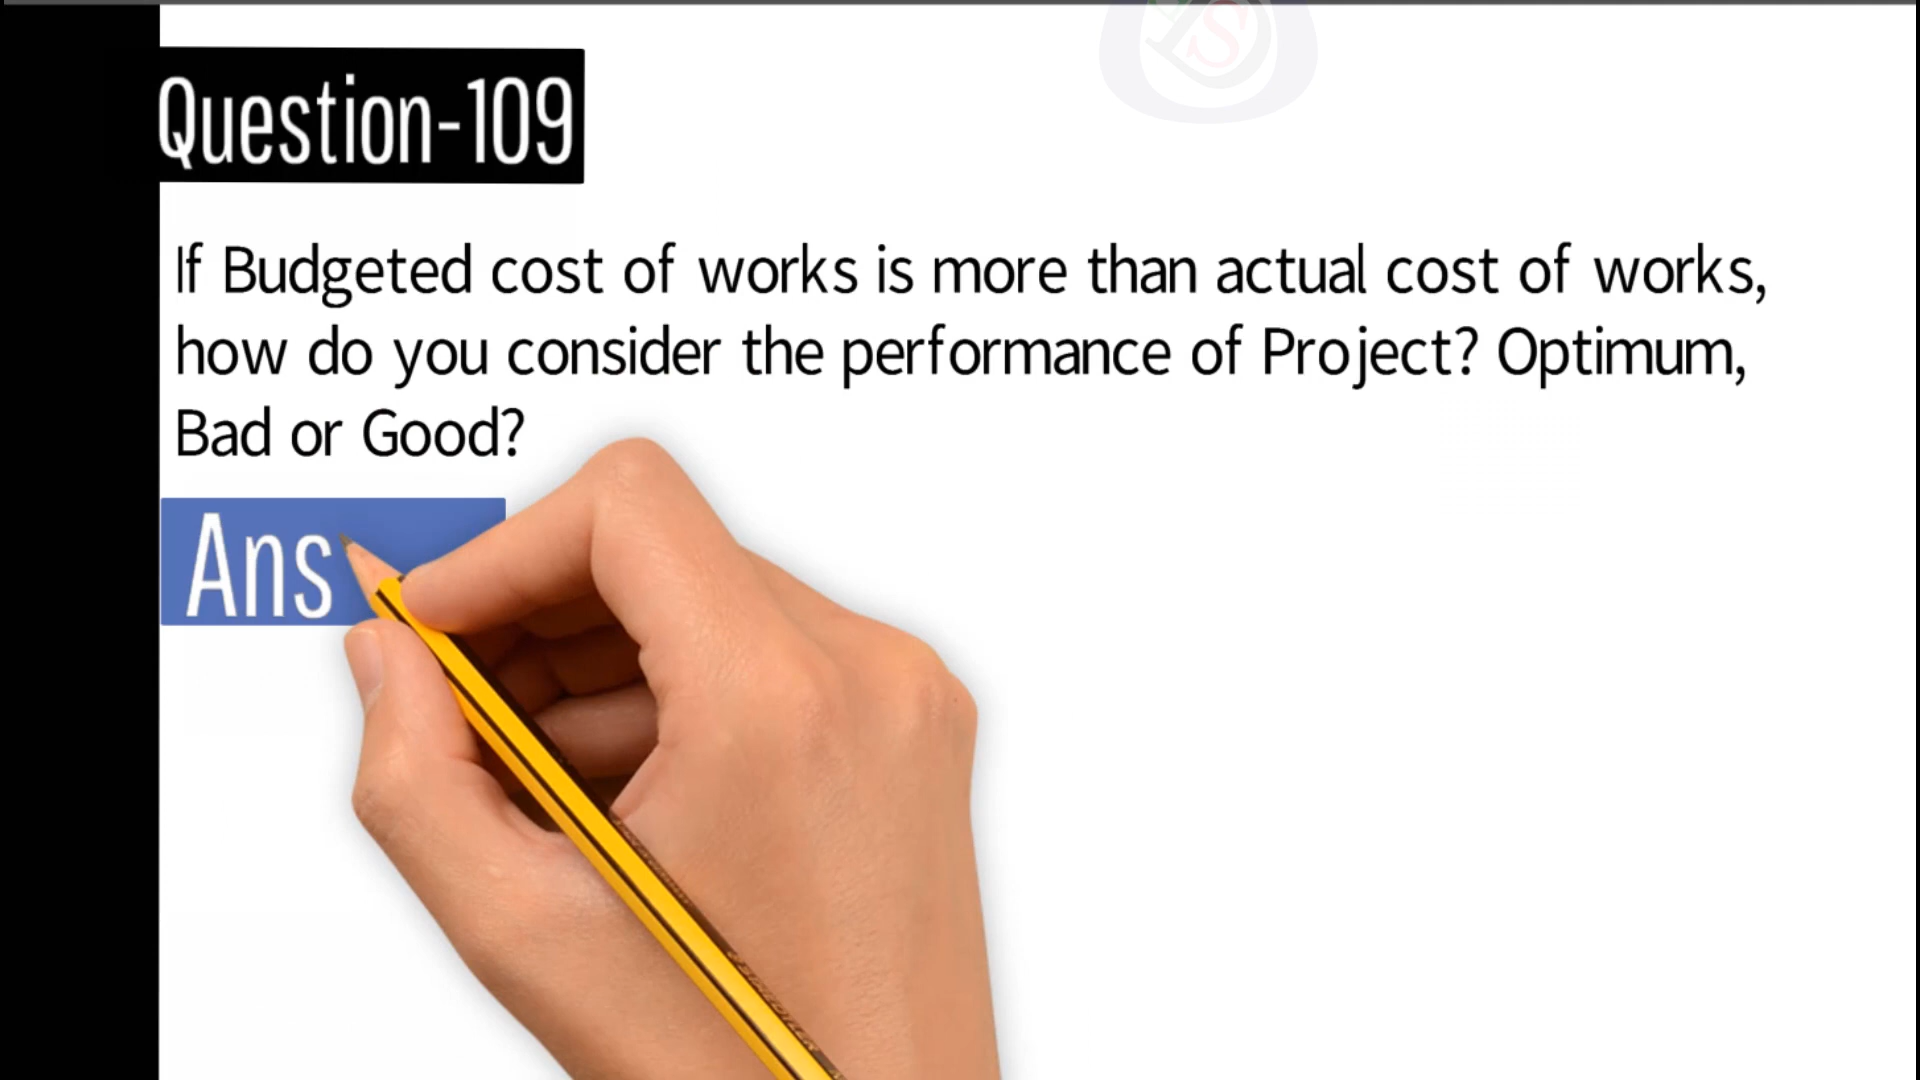 Question-109
If Budgeted cost of works is more than actual cost of works,
how do you consider the performance of Project? Optimum,
Bad or Good?
Ans